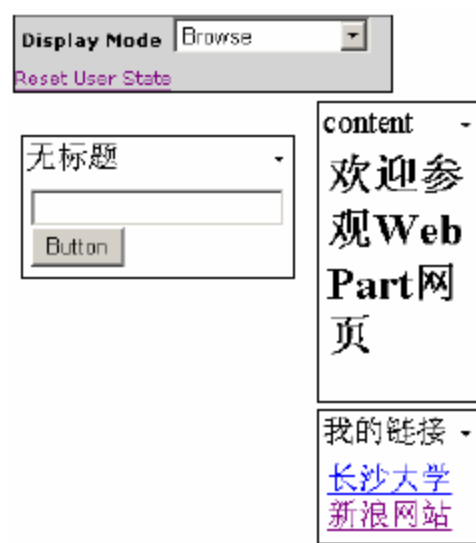 Display Mode Browse
Reset User State
无标题
Button
content
欢迎参
观Web
Part网
页
我的链接
长沙大学
新浪网站